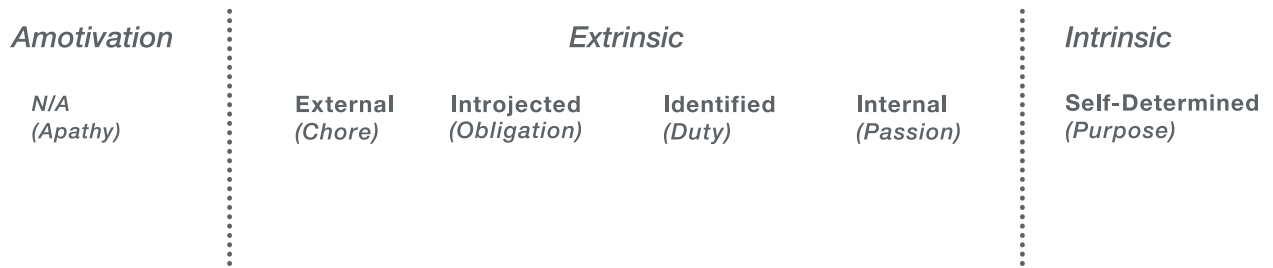 Amotivation
Extrinsic
Intrinsic
N/A
(Apathy)
External
(Chore)
Introjected
(Obligation)
Identified
(Duty)
Internal
(Passion)
Self-Determined
(Purpose)